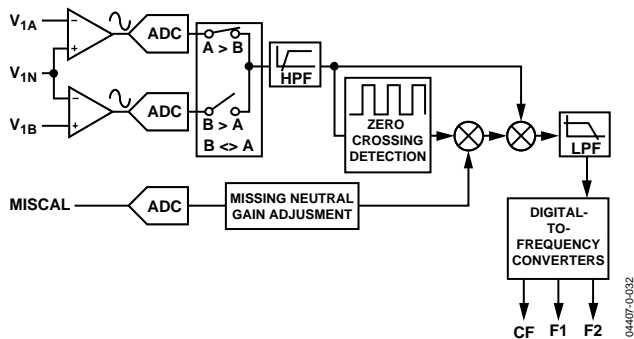 V1A
−
+
ADC
A > B
V1N
HPF
−
+
V1B
ADC
B > A
B <> A
ZERO
CROSSING
DETECTION
LPF
MISCAL
ADC
MISSING NEUTRAL
GAIN ADJUSMENT
DIGITAL-
TO-
FREQUENCY
CONVERTERS
CF
F1
F2
04407-0-032